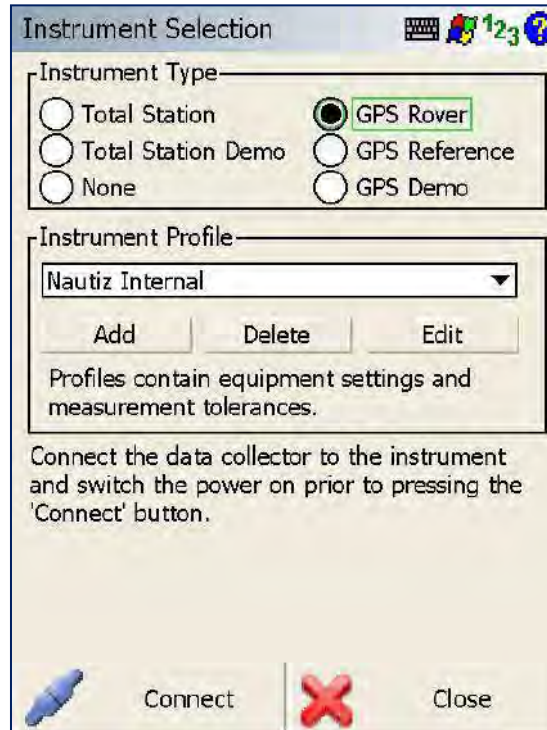 Instrument Selection 123 ?
Instrument Type
Total Station GPS Rover
Total Station Demo GPS Reference
None GPS Demo
Instrument Profile
Nautiz Internal
Add Delete Edit
Profiles contain equipment settings and
measurement tolerances.
Connect the data collector to the instrument
and switch the power on prior to pressing the
'Connect' button.
Connect Close